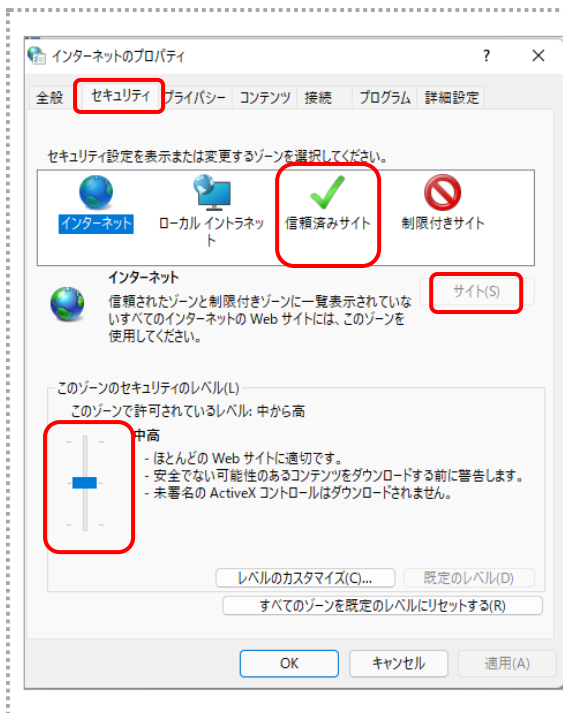 インターネットのプロパティ ? ×
全般 セキュリティ プライバシー コンテンツ 接続 プログラム 詳細設定
セキュリティ設定を表示または変更するゾーンを選択してください。
インターネット ローカル イントラネッ 信頼済みサイト 制限付きサイト
ト
インターネット
サイト(S)
信頼されたゾーンと制限付きゾーンに一覧表示されていな
いすべてのインターネットの Web サイトには、このゾーンを
使用してください。
このゾーンのセキュリティのレベル(L)
このゾーンで許可されているレベル: 中から高
中高
- ほとんどの Web サイトに適切です。
- 安全でない可能性のあるコンテンツをダウンロードする前に警告します。
- 未署名の ActiveX コントロールはダウンロードされません。
レベルのカスタマイズ(C)... 既定のレベル(D)
すべてのゾーンを既定のレベルにリセットする(R)
OK キャンセル 適用(A)